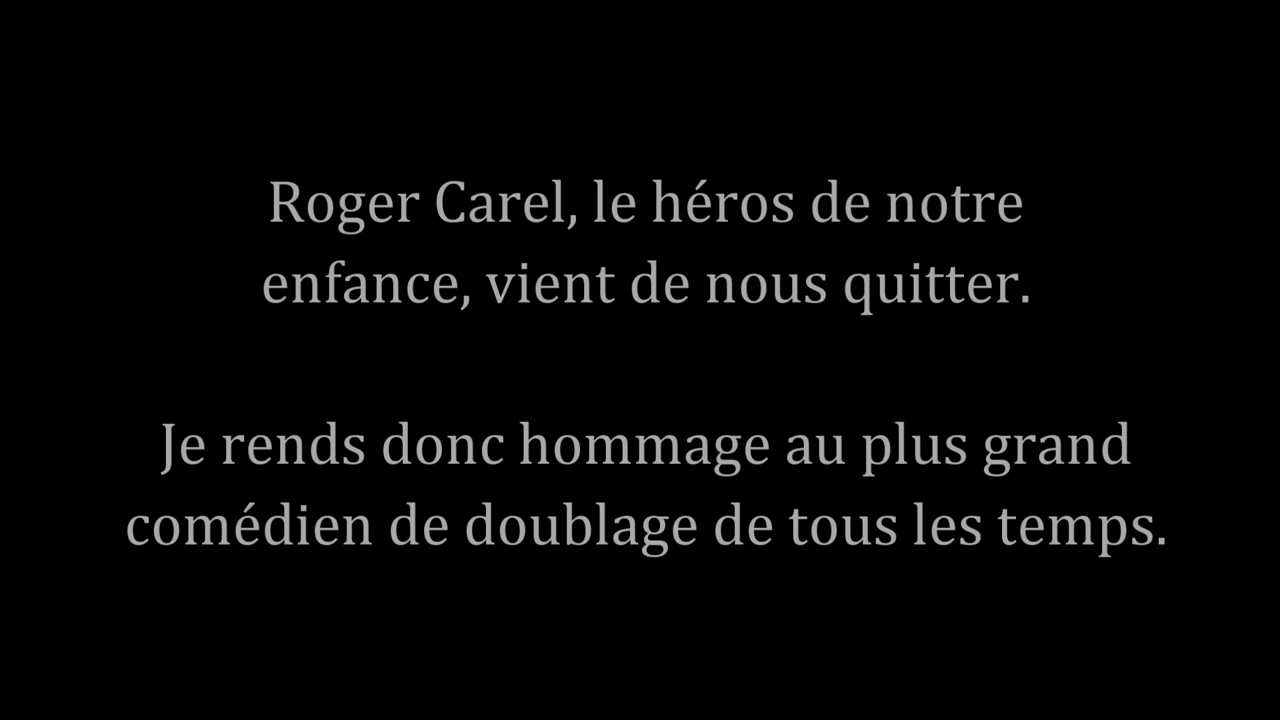 Roger Carel, le héros de notre
enfance, vient de nous quitter.
Je rends donc hommage au plus grand
comédien de doublage de tous les temps.